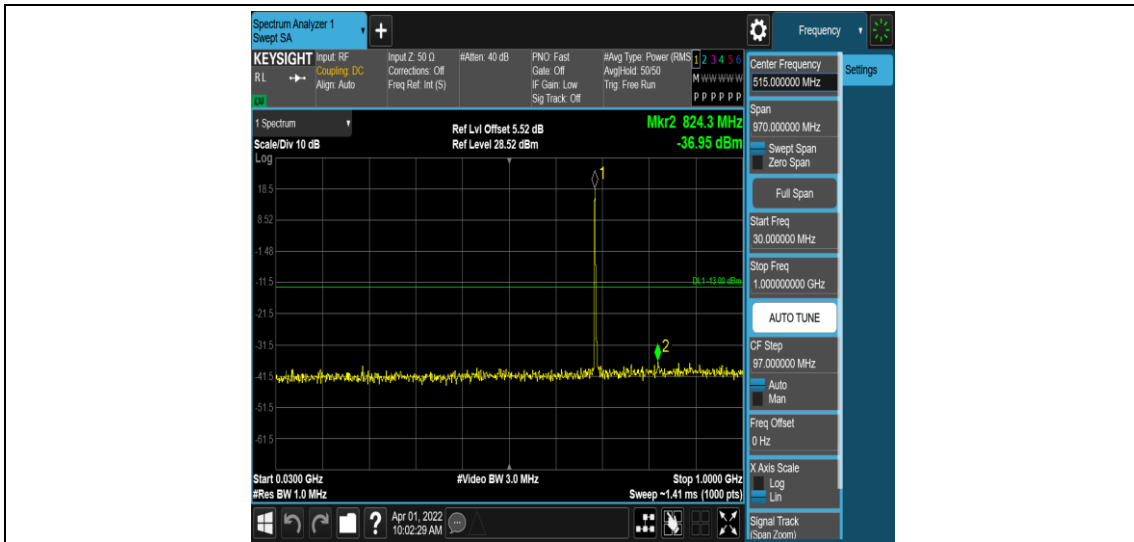 Spectrum Analyzer 1
Swept SA
Frequency
KEYSIGHT
RL
LXI
Input: RF
Coupling: DC
Align: Auto
Input Z: 50 Ω
Corrections: Off
Freq Ref: Int (S)
#Atten: 40 dB
PNO: Fast
Gate: Off
IF Gain: Low
Sig Track: Off
#Avg Type: Power (RMS
Avg|Hold: 50/50
Trig: Free Run
1 2 3 4 5 6
M W W W W W
P P P P P P
1 Spectrum
Scale/Div 10 dB
Log
Ref Lvl Offset 5.52 dB
Ref Level 28.52 dBm
Mkr2 824.3 MHz
-36.95 dBm
1
18.5
8.52
-1.48
-11.5
DL1 -13.00 dBm
-21.5
-31.5
2
-41.5
-51.5
-61.5
Start 0.0300 GHz
#Res BW 1.0 MHz
#Video BW 3.0 MHz
Stop 1.0000 GHz
Sweep ~1.41 ms (1000 pts)
Center Frequency
515.000000 MHz
Settings
Span
970.000000 MHz
Swept Span
Zero Span
Full Span
Start Freq
30.000000 MHz
Stop Freq
1.000000000 GHz
AUTO TUNE
CF Step
97.000000 MHz
Auto
Man
Freq Offset
0 Hz
X Axis Scale
Log
Lin
Signal Track
(Span Zoom)
?
Apr 01, 2022
10:02:29 AM